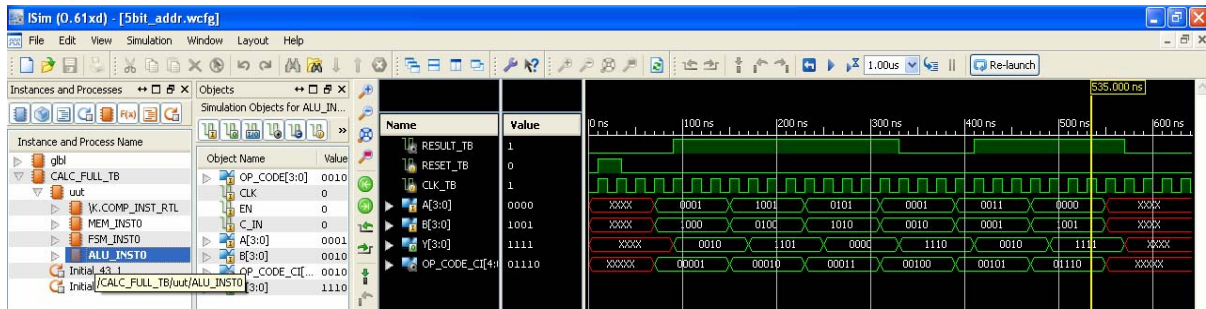 ISim (0.61xd) - [5bit_addr.wcfg]
File Edit View Simulation Window Layout Help
1.00us Re-launch
Instances and Processes
Objects
Simulation Objects for ALU_IN...
Instance and Process Name
glbl
CALC_FULL_TB
uut
\K.COMP_INST_RTL
MEM_INST0
FSM_INST0
ALU_INST0
Initial_43_1
Initial
/CALC_FULL_TB/uut/ALU_INST0
Object Name Value
OP_CODE[3:0] 0010
CLK 0
EN 0
C_IN 0
A[3:0] 0001
B[3:0] 0010
OP_CODE_CI[... 0010
[3:0] 1110
535.000 ns
Name Value 0 ns 100 ns 200 ns 300 ns 400 ns 500 ns 600 ns
RESULT_TB 1
RESET_TB 0
CLK_TB 1
A[3:0] 0000 XXXX 0001 1001 0101 0001 0011 0000 XXXX
B[3:0] 1001 XXXX 1000 0100 1010 0010 0001 1001 XXXX
Y[3:0] 1111 XXXX 0010 1101 0000 1110 0010 1111 XXXX
OP_CODE_CI[4: 01110 XXXXX 00001 00010 00011 00100 00101 01110 XXXXX